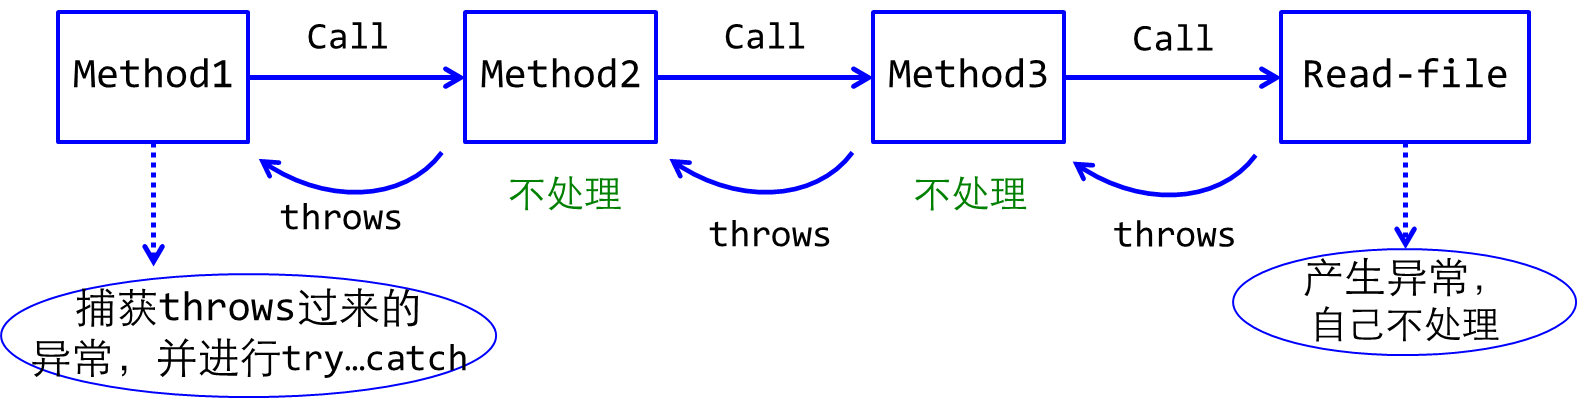 Call
Call
Call
Method1
Method2
Method3
Read-file
不处理
不处理
throws
throws
throws
捕获throws过来的
异常，并进行try…catch
产生异常，
自己不处理